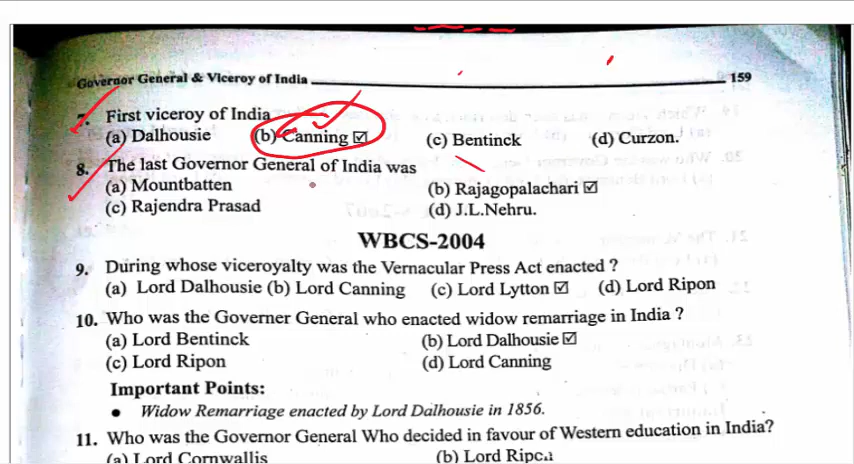 Governor General & Viceroy of India 159
7. First viceroy of India
(a) Dalhousie (b) Canning ☑ (c) Bentinck (d) Curzon.
8. The last Governor General of India was
(a) Mountbatten (b) Rajagopalachari ☑
(c) Rajendra Prasad (d) J.L.Nehru.
WBCS-2004
9. During whose viceroyalty was the Vernacular Press Act enacted ?
(a) Lord Dalhousie (b) Lord Canning (c) Lord Lytton ☑ (d) Lord Ripon
10. Who was the Governer General who enacted widow remarriage in India ?
(a) Lord Bentinck (b) Lord Dalhousie ☑
(c) Lord Ripon (d) Lord Canning
Important Points:
● Widow Remarriage enacted by Lord Dalhousie in 1856.
11. Who was the Governor General Who decided in favour of Western education in India?
(a) Lord Cornwallis (b) Lord Ripon